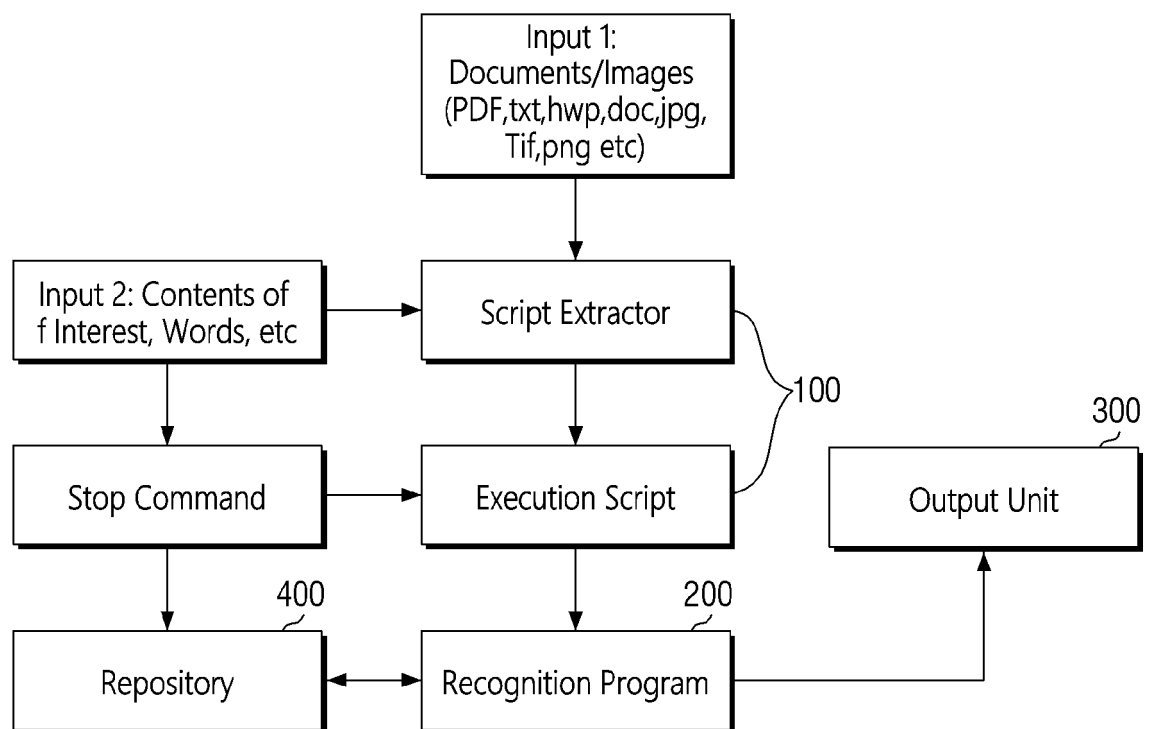 Input 1:
Documents/Images
(PDF,txt,hwp,doc,jpg,
Tif,png etc)
Input 2: Contents of
f Interest, Words, etc
Script Extractor
100
300
Stop Command
Execution Script
Output Unit
400
200
Repository
Recognition Program